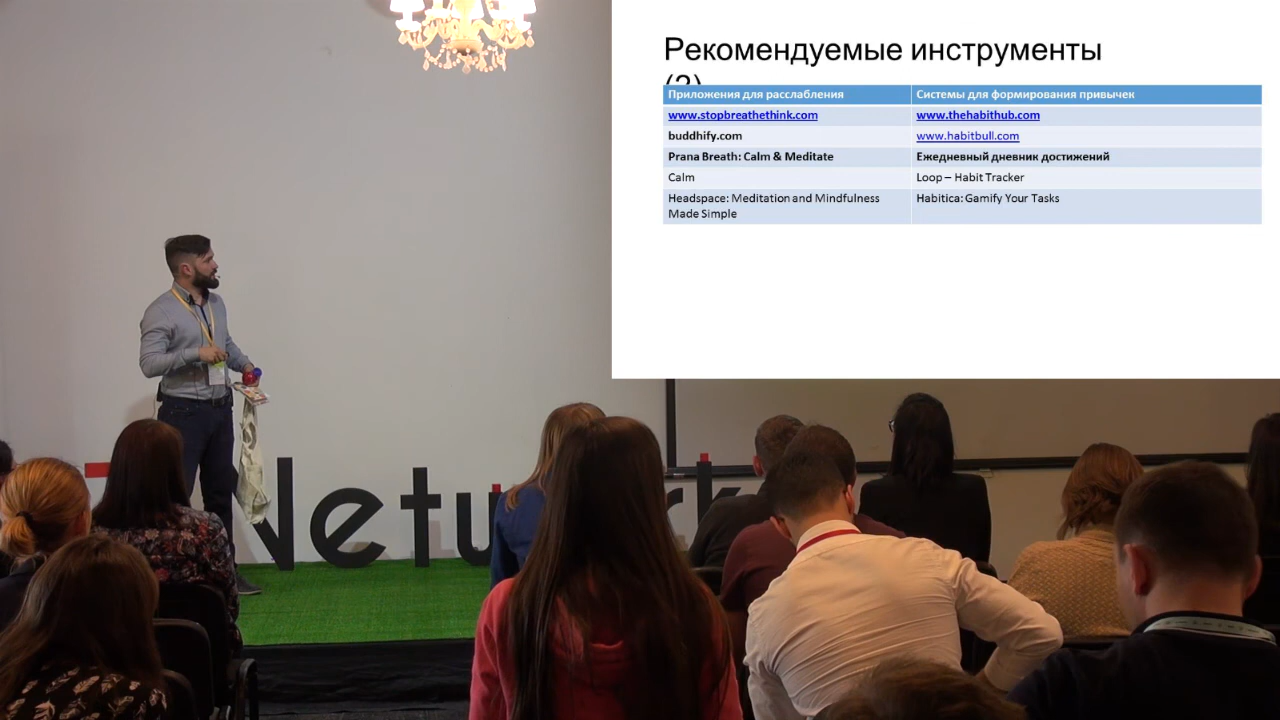 Рекомендуемые инструменты
(2)
Приложения для расслабления
Системы для формирования привычек
www.stopbreathethink.com
www.thehabithub.com
buddhify.com
www.habitbull.com
Prana Breath: Calm & Meditate
Ежедневный дневник достижений
Calm
Loop – Habit Tracker
Headspace: Meditation and Mindfulness
Made Simple
Habitica: Gamify Your Tasks